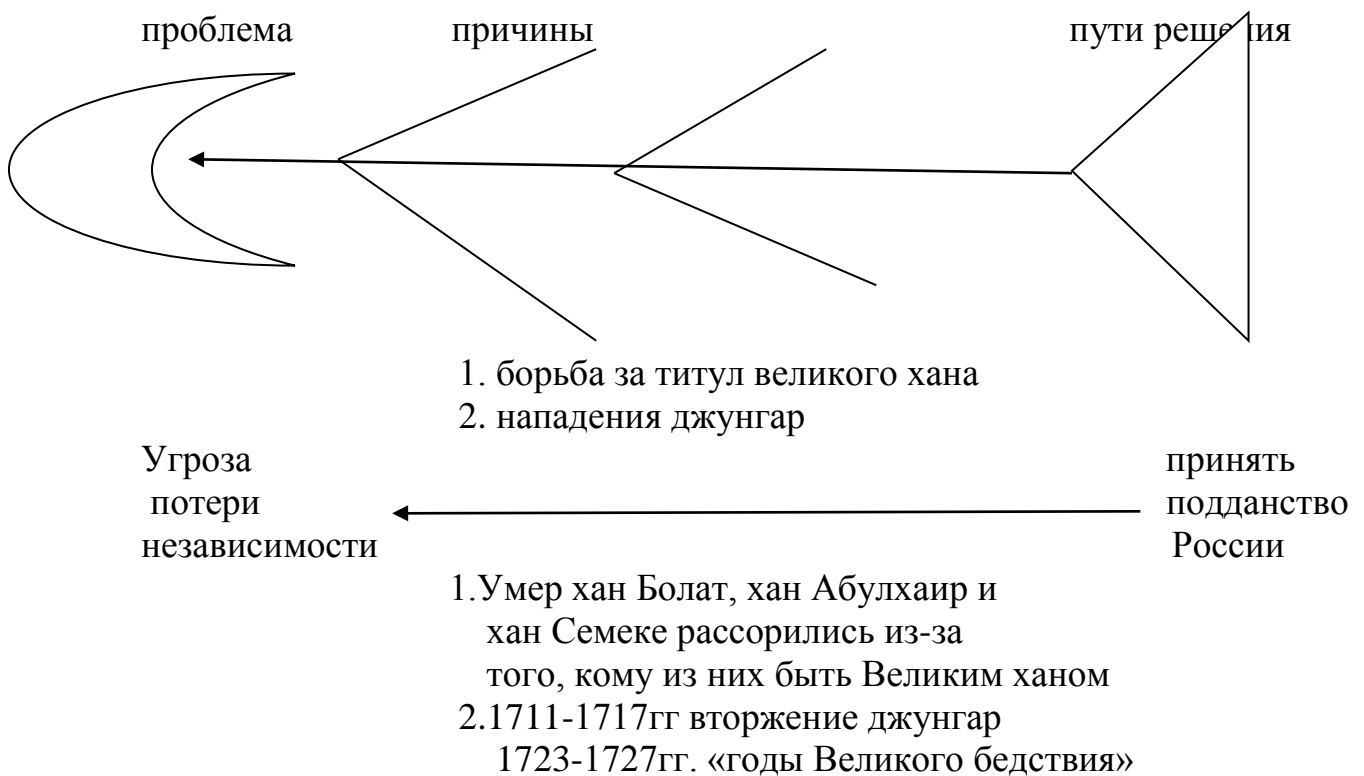 проблема причины пути решения
1. борьба за титул великого хана
2. нападения джунгар
Угроза принять
потери подданство
независимости России
1.Умер хан Болат, хан Абулхаир и
хан Семеке рассорились из-за
того, кому из них быть Великим ханом
2.1711-1717гг вторжение джунгар
1723-1727гг. «годы Великого бедствия»